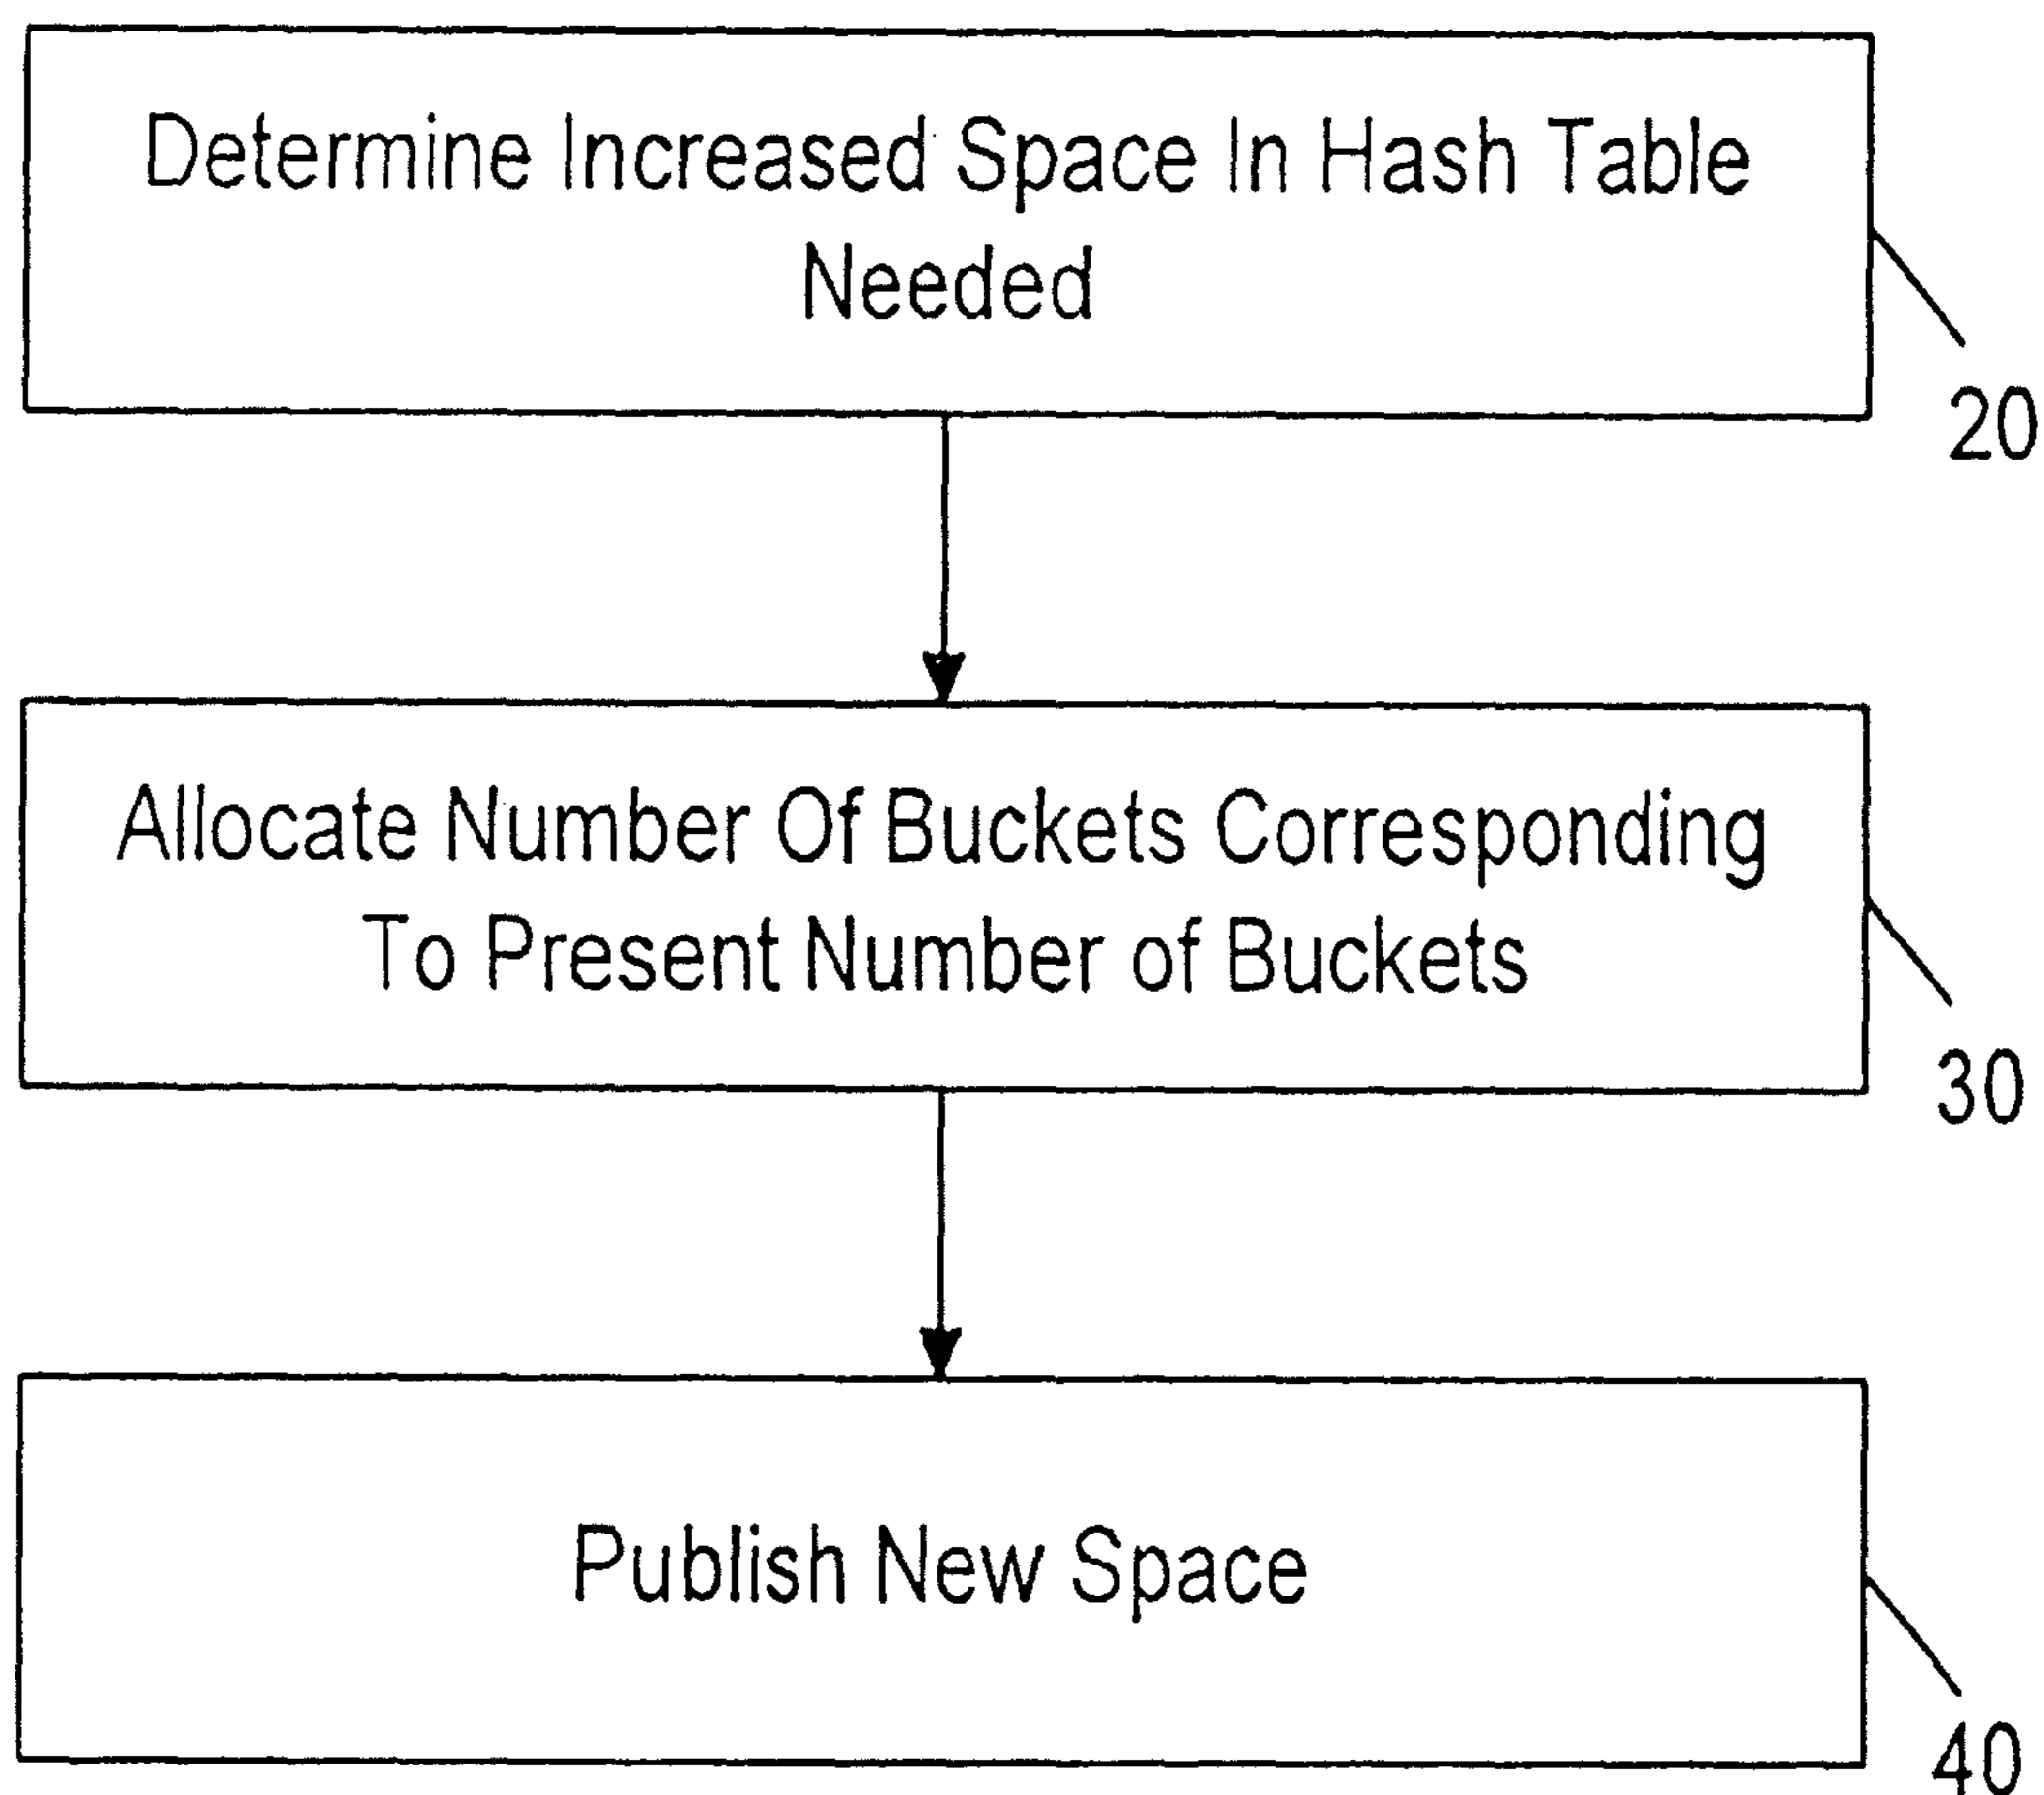 Determine Increased Space In Hash Table
Needed
20
Allocate Number Of Buckets Corresponding
To Present Number of Buckets
30
Publish New Space
40